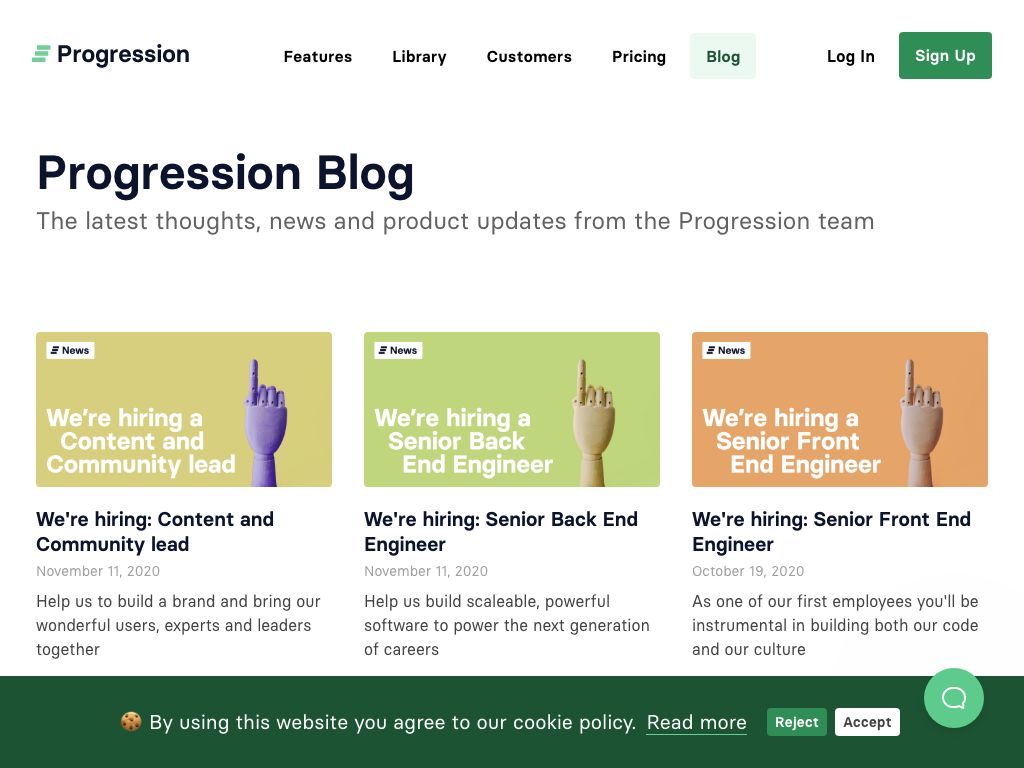 Progression
Features
Library
Customers
Pricing
Blog
Log In
Sign Up
Progression Blog
The latest thoughts, news and product updates from the Progression team
News
We're hiring a
Content and
Community lead
News
We're hiring a
Senior Back
End Engineer
News
We're hiring a
Senior Front
End Engineer
We're hiring: Content and
Community lead
November 11, 2020
Help us to build a brand and bring our
wonderful users, experts and leaders
together
We're hiring: Senior Back End
Engineer
November 11, 2020
Help us build scaleable, powerful
software to power the next generation
of careers
We're hiring: Senior Front End
Engineer
October 19, 2020
As one of our first employees you'll be
instrumental in building both our code
and our culture
🍪 By using this website you agree to our cookie policy. Read more
Reject
Accept